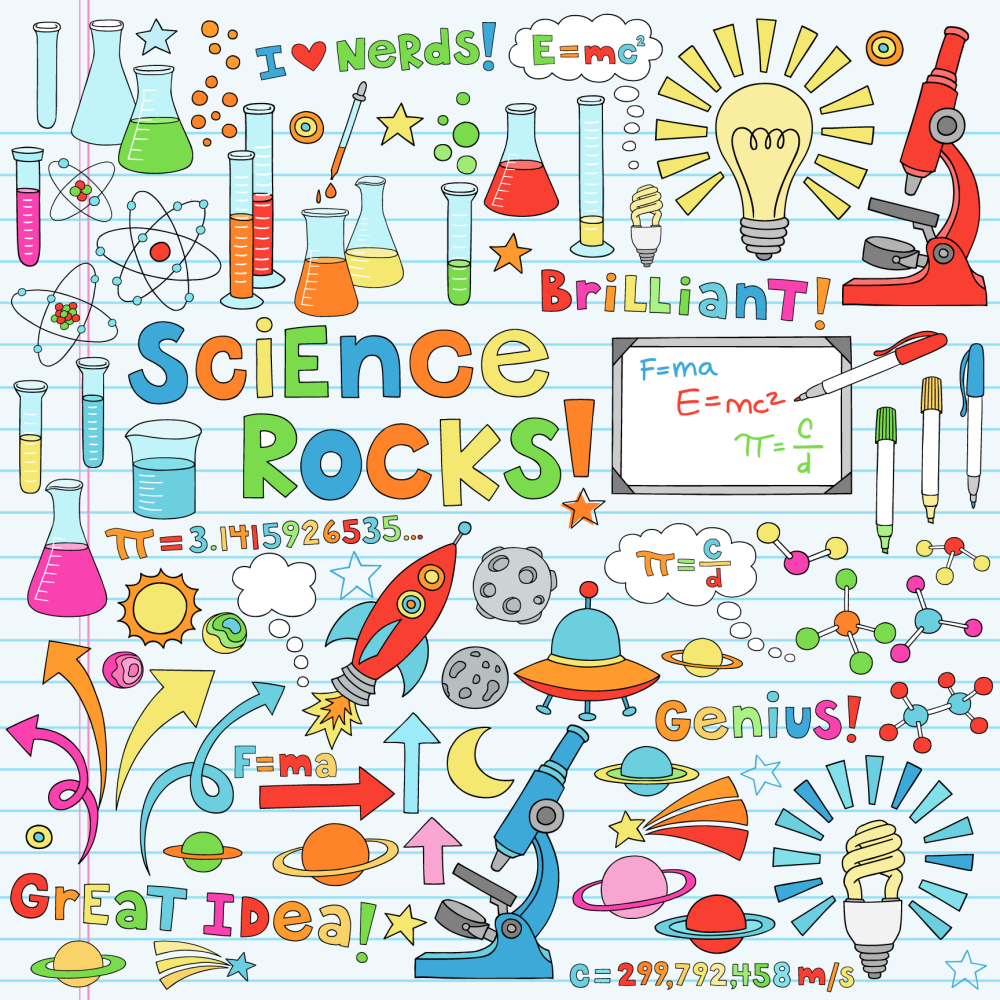 I ❤ NeRds!
E=mc²
BriLLianT!
SciEnce
RocKs!
F=ma
E=mc²
π=c/d
π=3.1415926535...
π=c/d
Genius!
F=ma
GrEaT IDea!
c=299,792,458 m/s